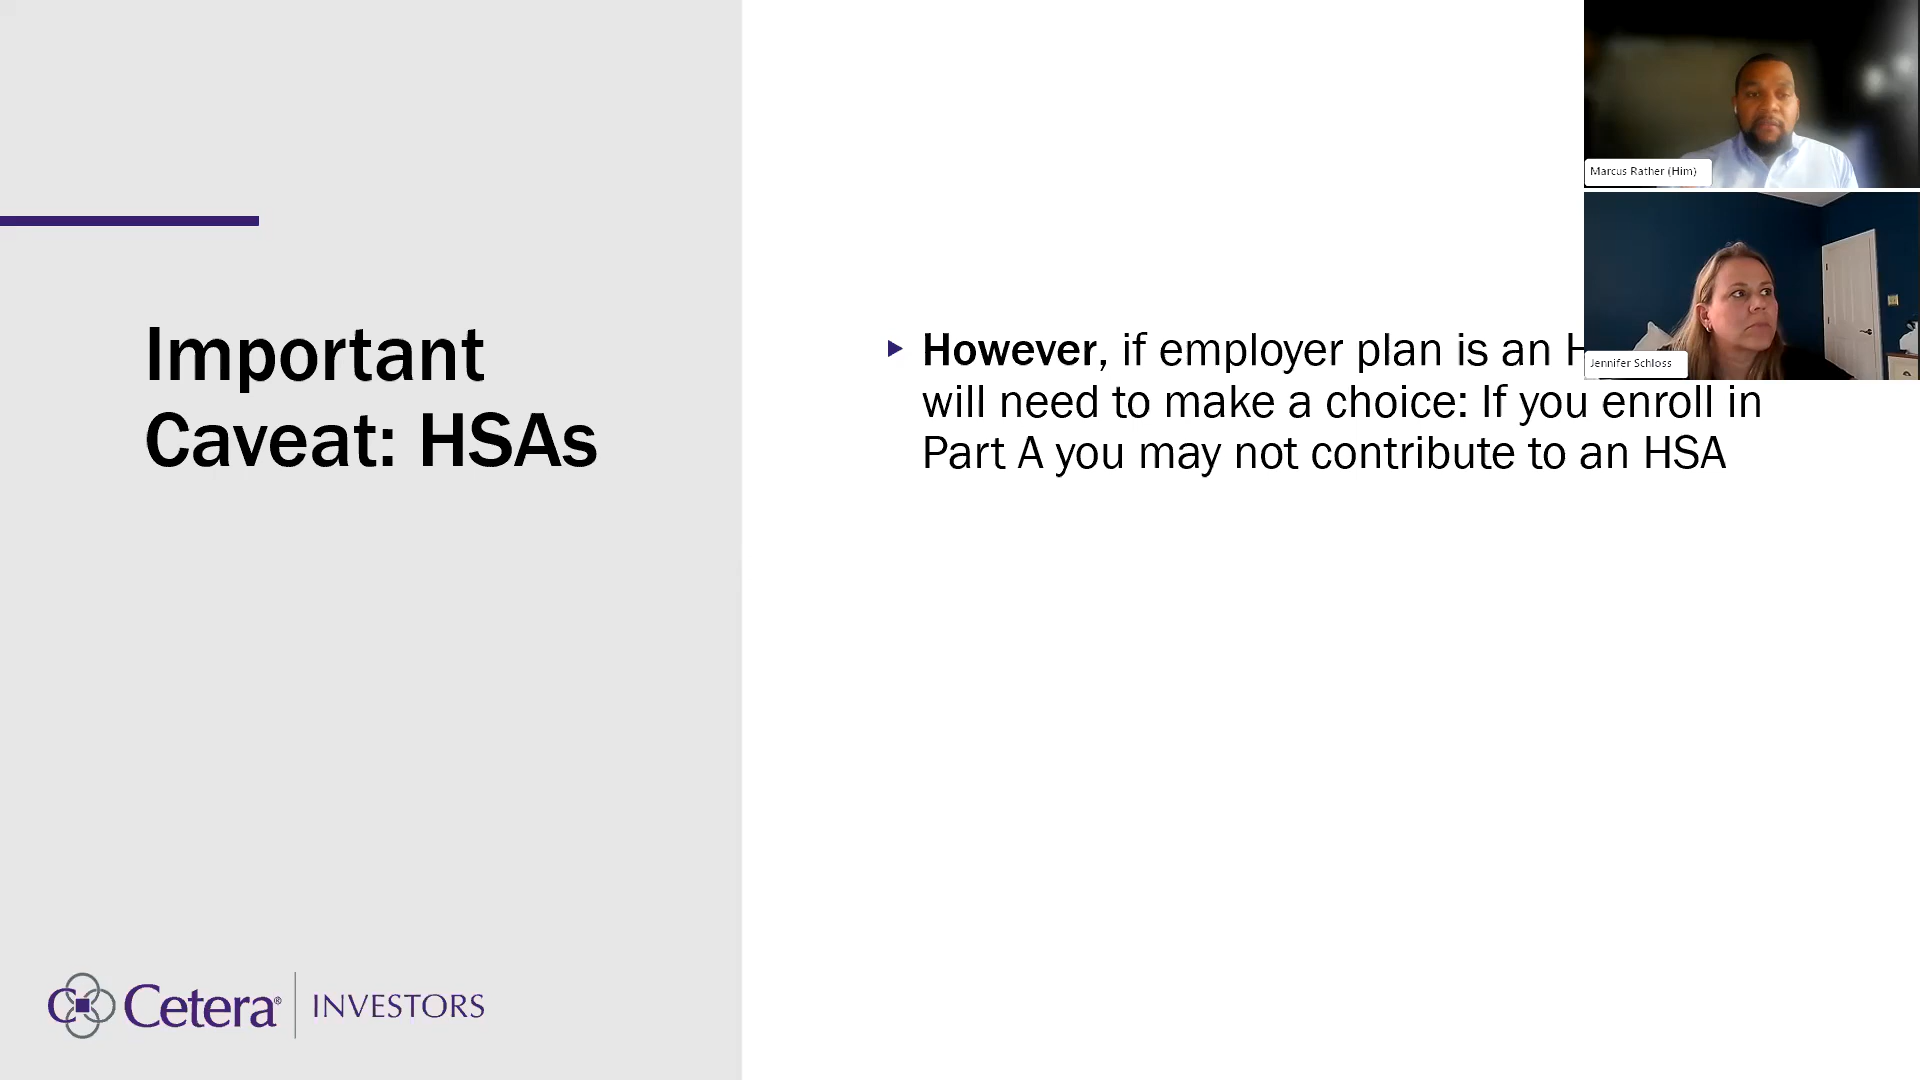 Important
Caveat: HSAs
However, if employer plan is an
will need to make a choice: If you enroll in
Part A you may not contribute to an HSA
Marcus Rather (Him)
Jennifer Schloss
Cetera® INVESTORS